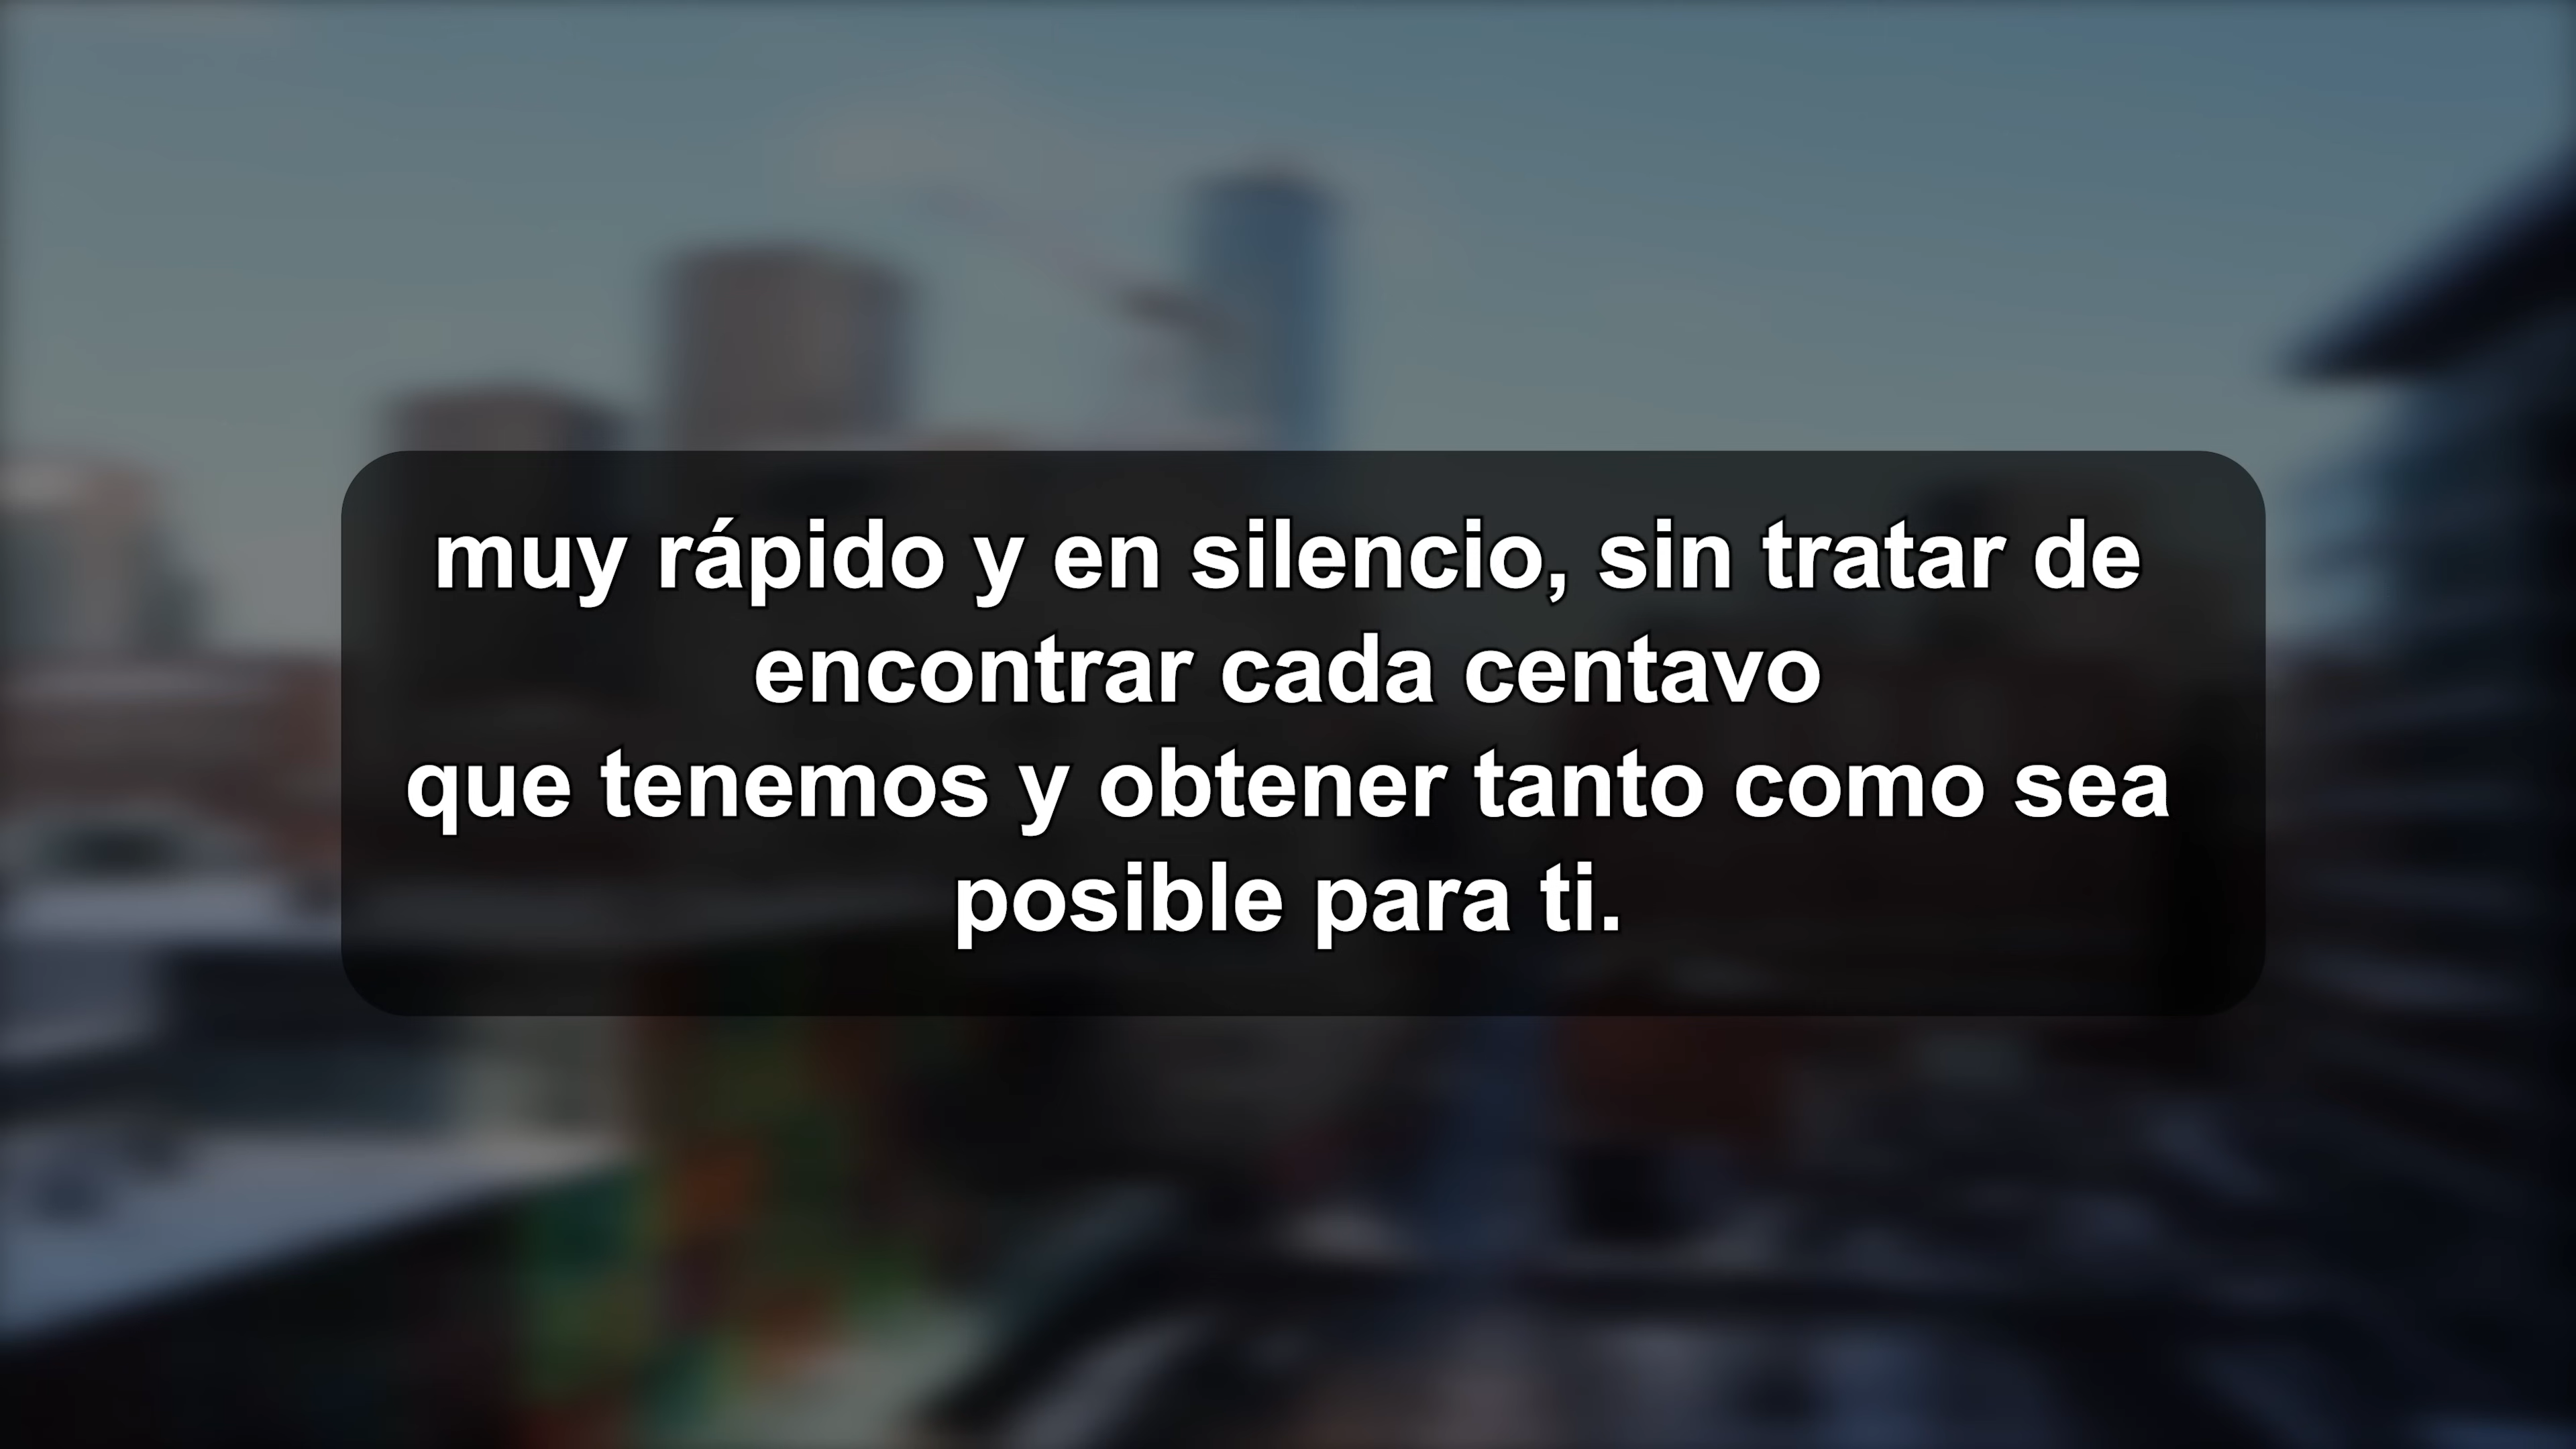 muy rápido y en silencio, sin tratar de
encontrar cada centavo
que tenemos y obtener tanto como sea
posible para ti.